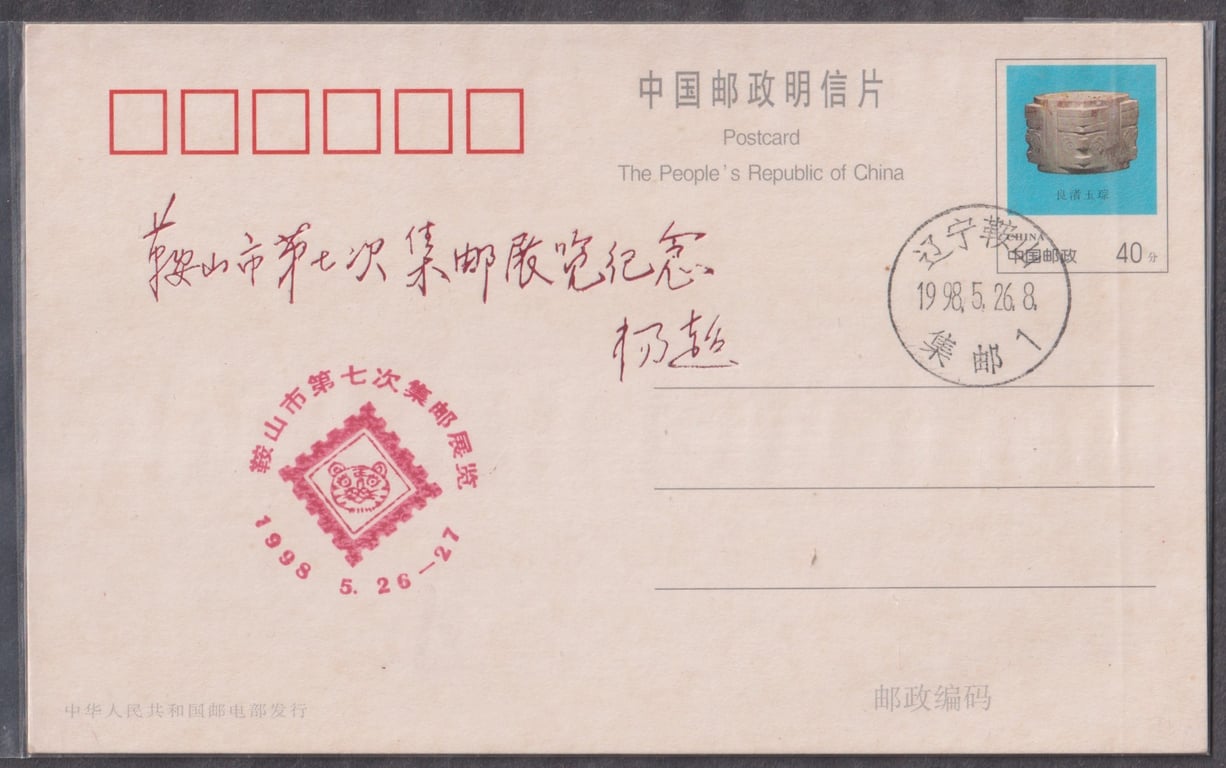 中国邮政明信片
Postcard
The People's Republic of China
良渚玉琮
CHINA
中国邮政 40分
辽宁鞍山
1998.5.26.8.
集邮 1
鞍山市第七次集邮展览纪念
杨超
鞍山市第七次集邮展览
1998 5.26—27
邮政编码
中华人民共和国邮电部发行